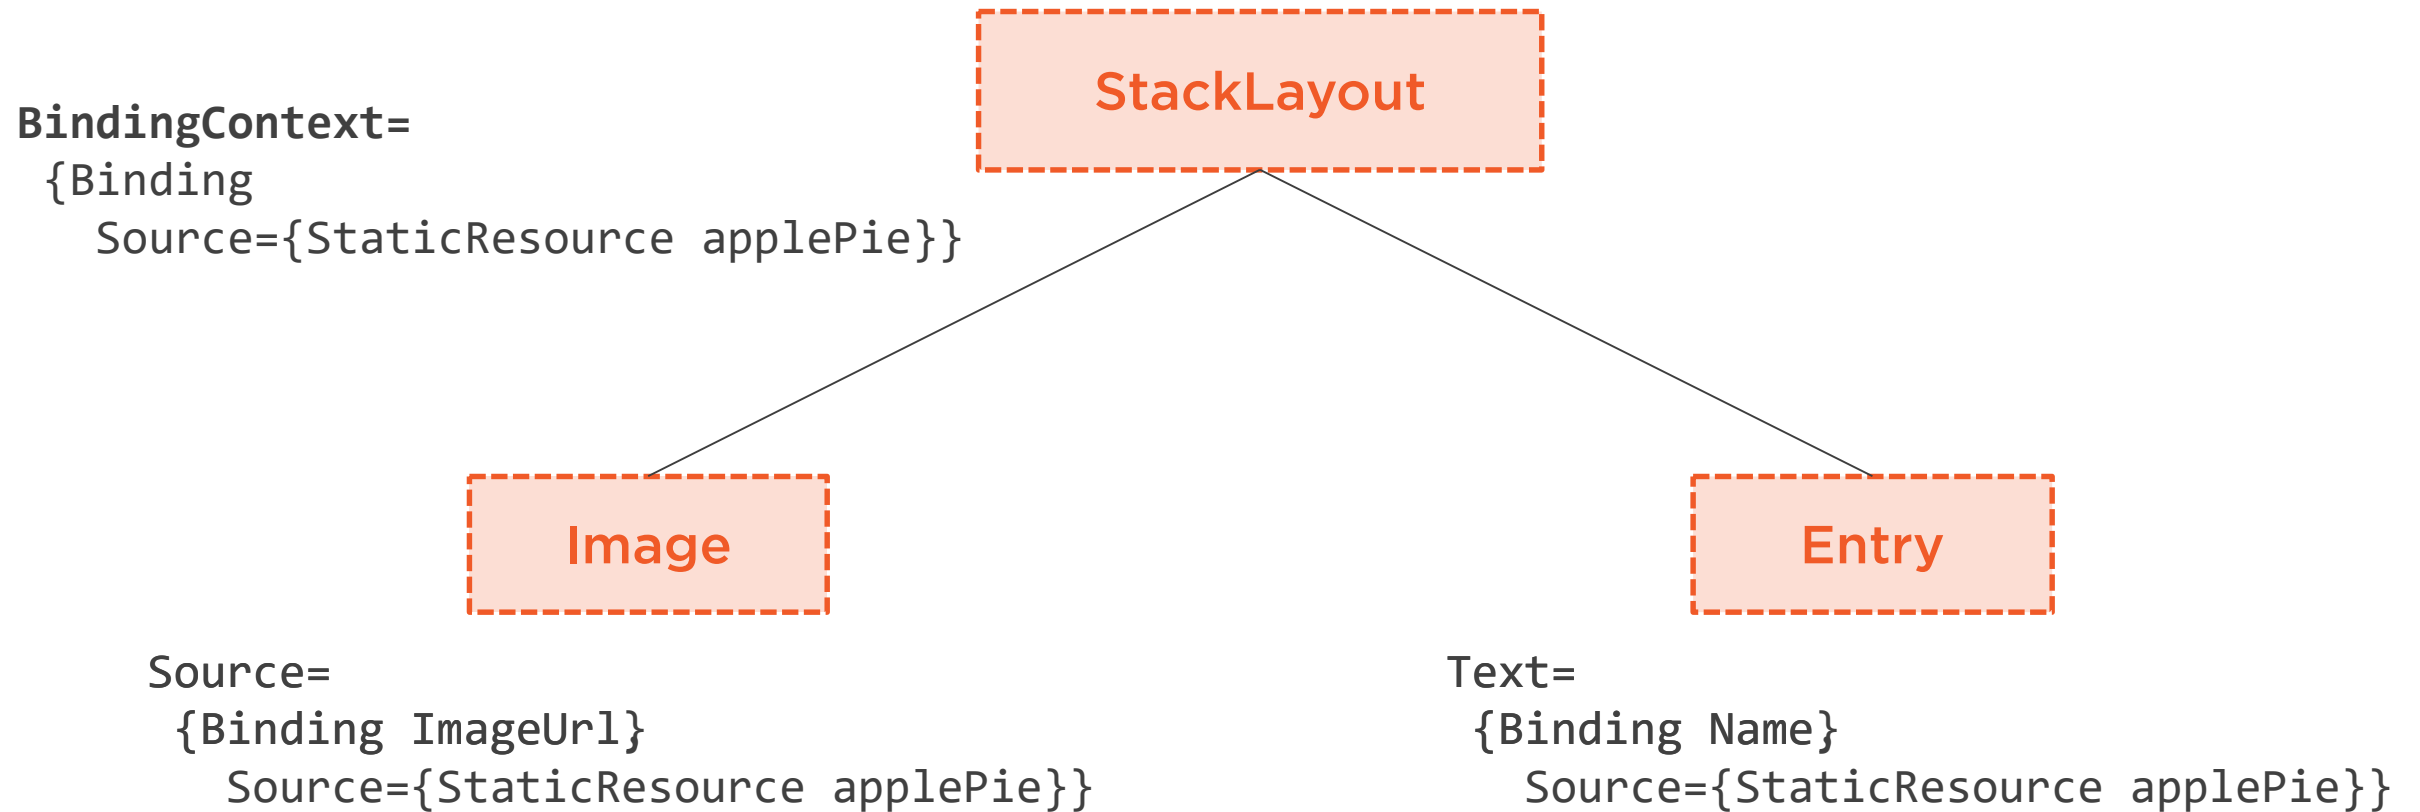 StackLayout
BindingContext=
{Binding
Source={StaticResource applePie}}
Image
Entry
Source=
{Binding ImageUrl}
Source={StaticResource applePie}}
Text=
{Binding Name}
Source={StaticResource applePie}}